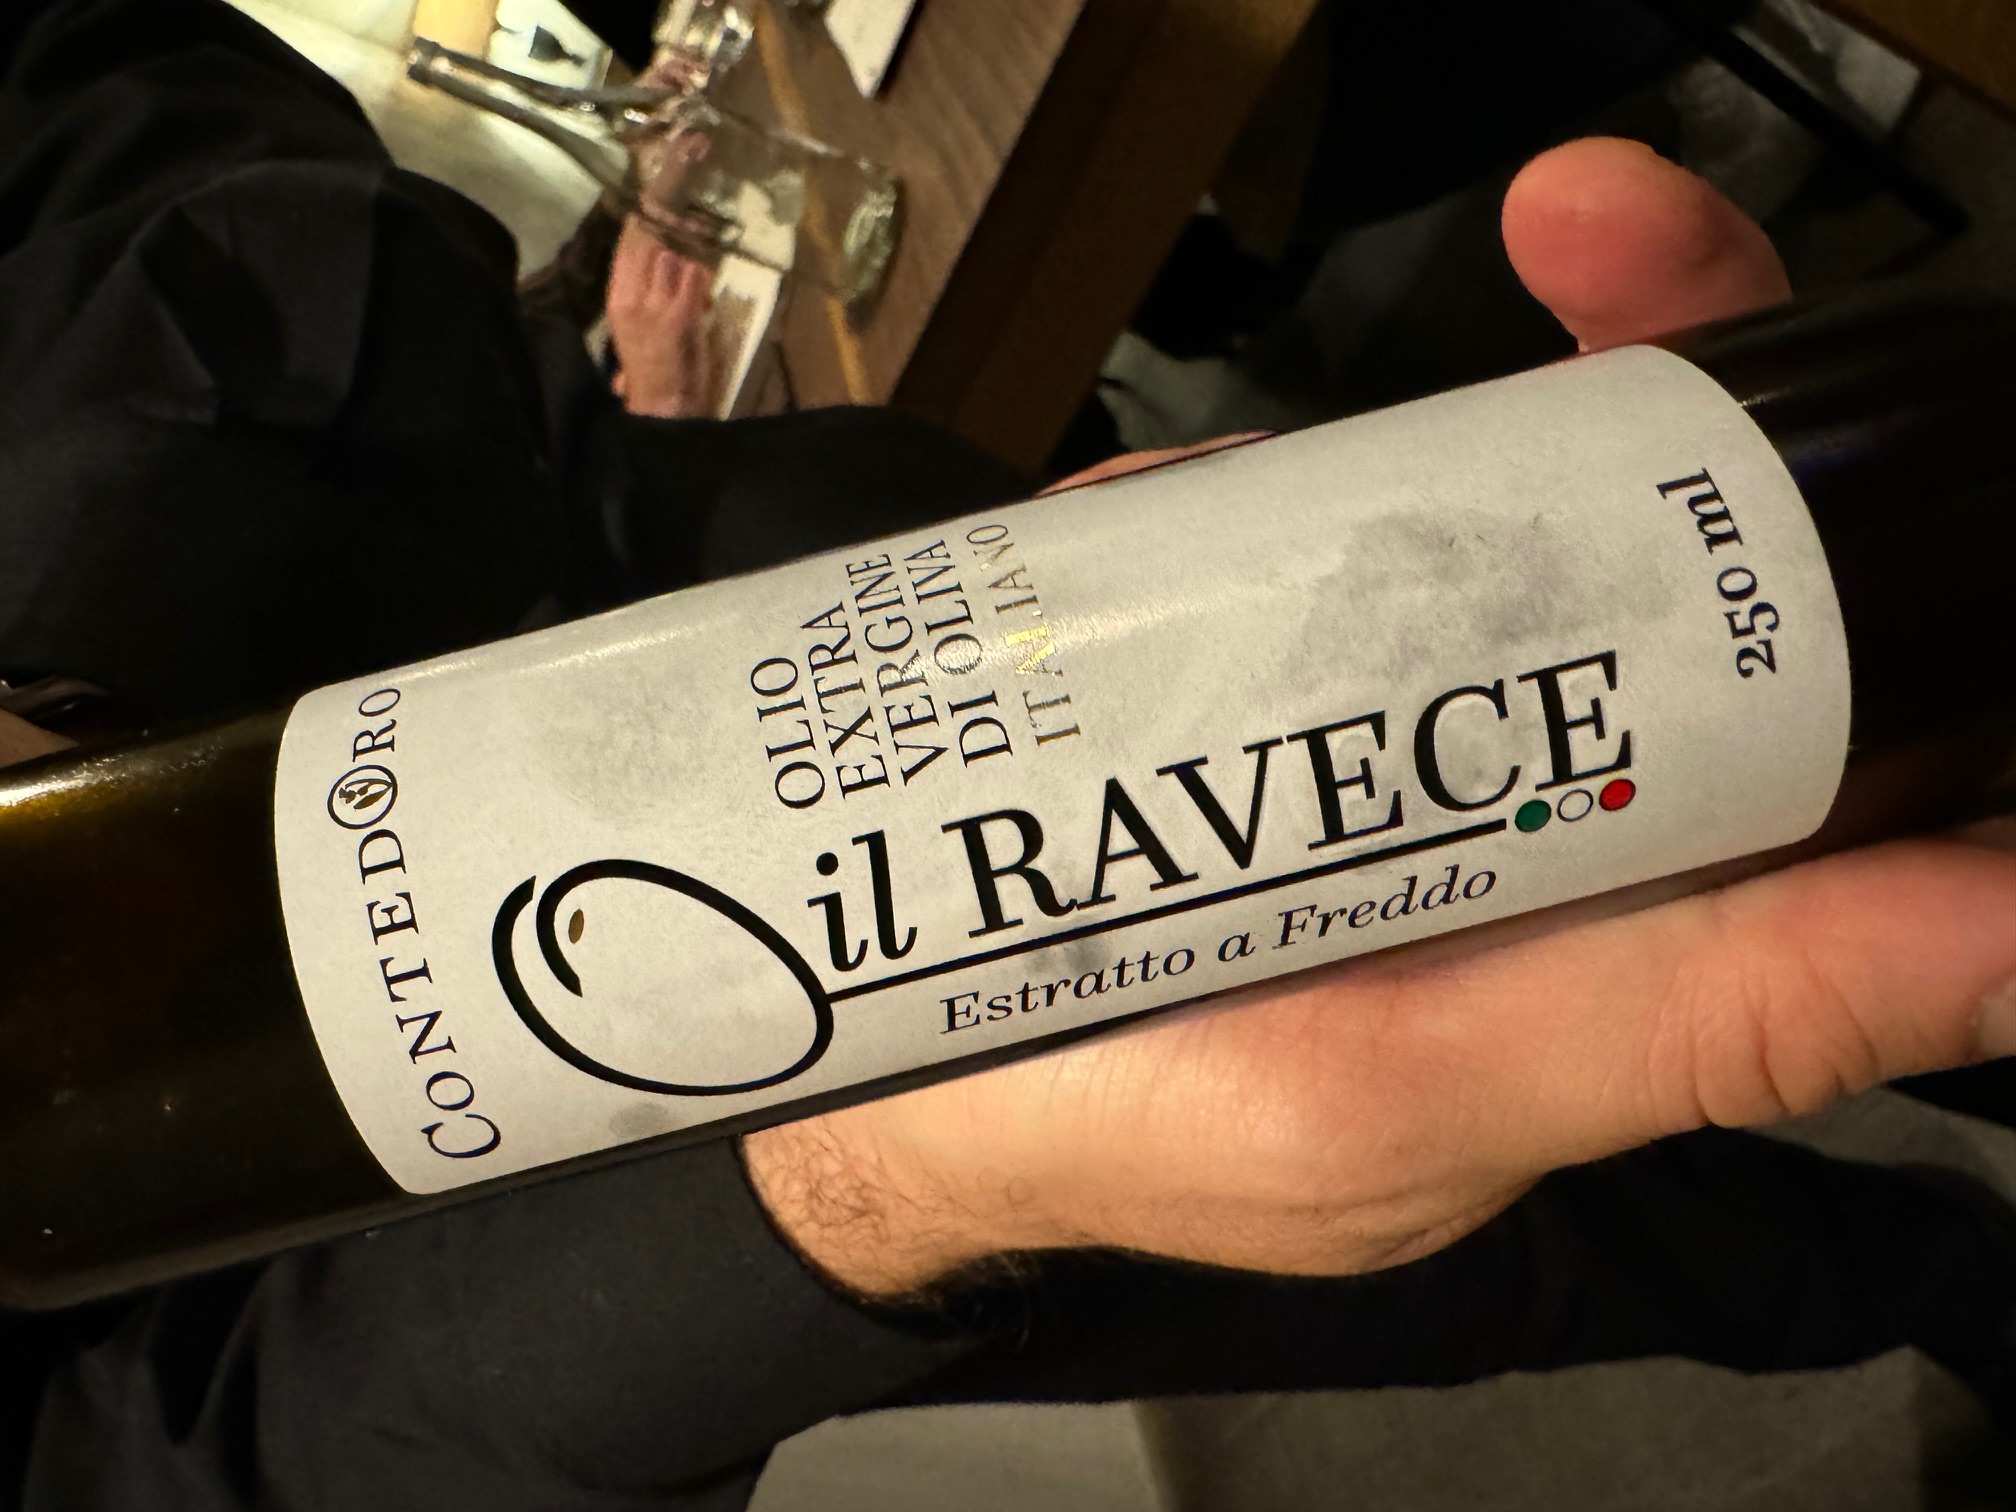 CONTEDORO
OLIO
EXTRA
VERGINE
DI OLIVA
ITALIANO
il RAVECE
Estratto a Freddo
250 ml